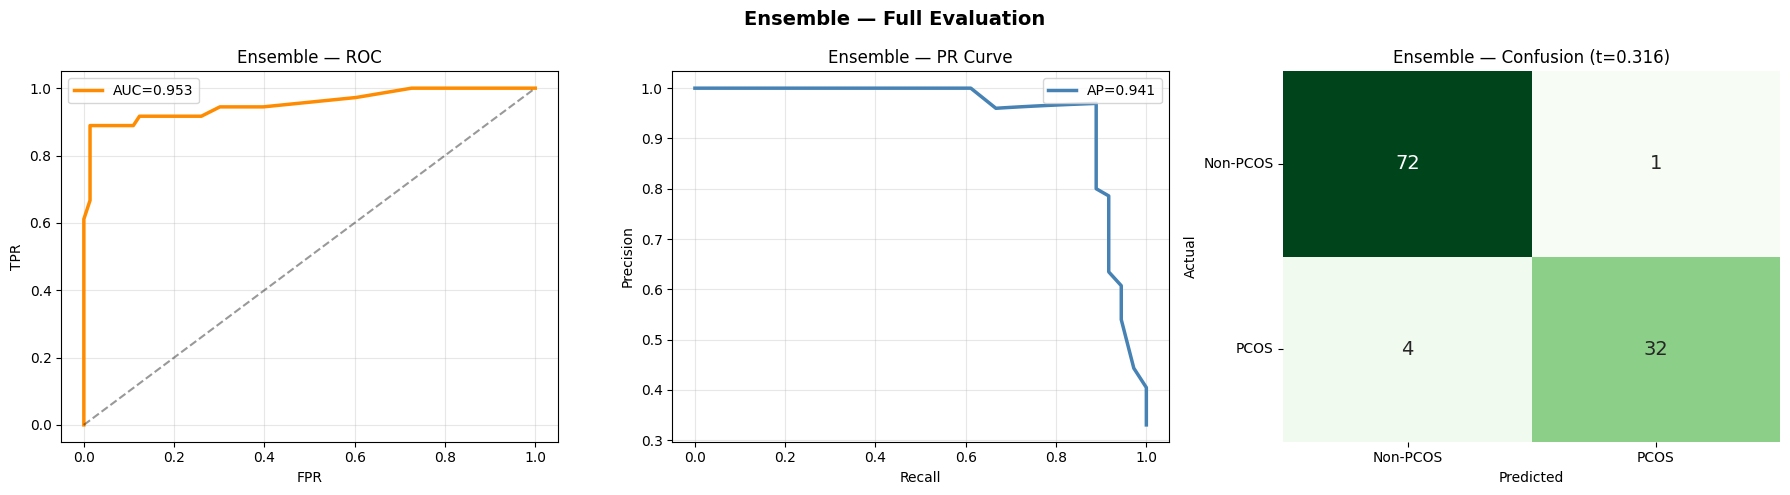 Ensemble — Full Evaluation
Ensemble — ROC
AUC=0.953
TPR
1.0
0.8
0.6
0.4
0.2
0.0
0.0 0.2 0.4 0.6 0.8 1.0
FPR
Ensemble — PR Curve
AP=0.941
Precision
1.0
0.9
0.8
0.7
0.6
0.5
0.4
0.3
0.0 0.2 0.4 0.6 0.8 1.0
Recall
Ensemble — Confusion (t=0.316)
Actual
Non-PCOS 72 1
PCOS 4 32
Non-PCOS PCOS
Predicted